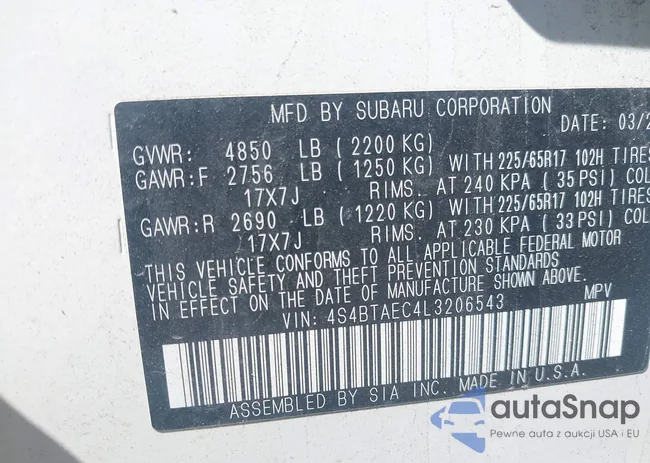 MFD BY SUBARU CORPORATION
DATE: 03/2
GVWR: 4850 LB (2200 KG)
GAWR:F 2756 LB (1250 KG) WITH 225/65R17 102H TIRES
17X7J RIMS. AT 240 KPA (35 PSI) COL
GAWR:R 2690 LB (1220 KG) WITH 225/65R17 102H TIRES
17X7J RIMS. AT 230 KPA (33 PSI) COL
THIS VEHICLE CONFORMS TO ALL APPLICABLE FEDERAL MOTOR
VEHICLE SAFETY AND THEFT PREVENTION STANDARDS
IN EFFECT ON THE DATE OF MANUFACTURE SHOWN ABOVE.
VIN: 4S4BTAEC4L3206543 MPV
ASSEMBLED BY SIA INC. MADE IN U.S.A.
autaSnap
Pewne auta z aukcji USA i EU